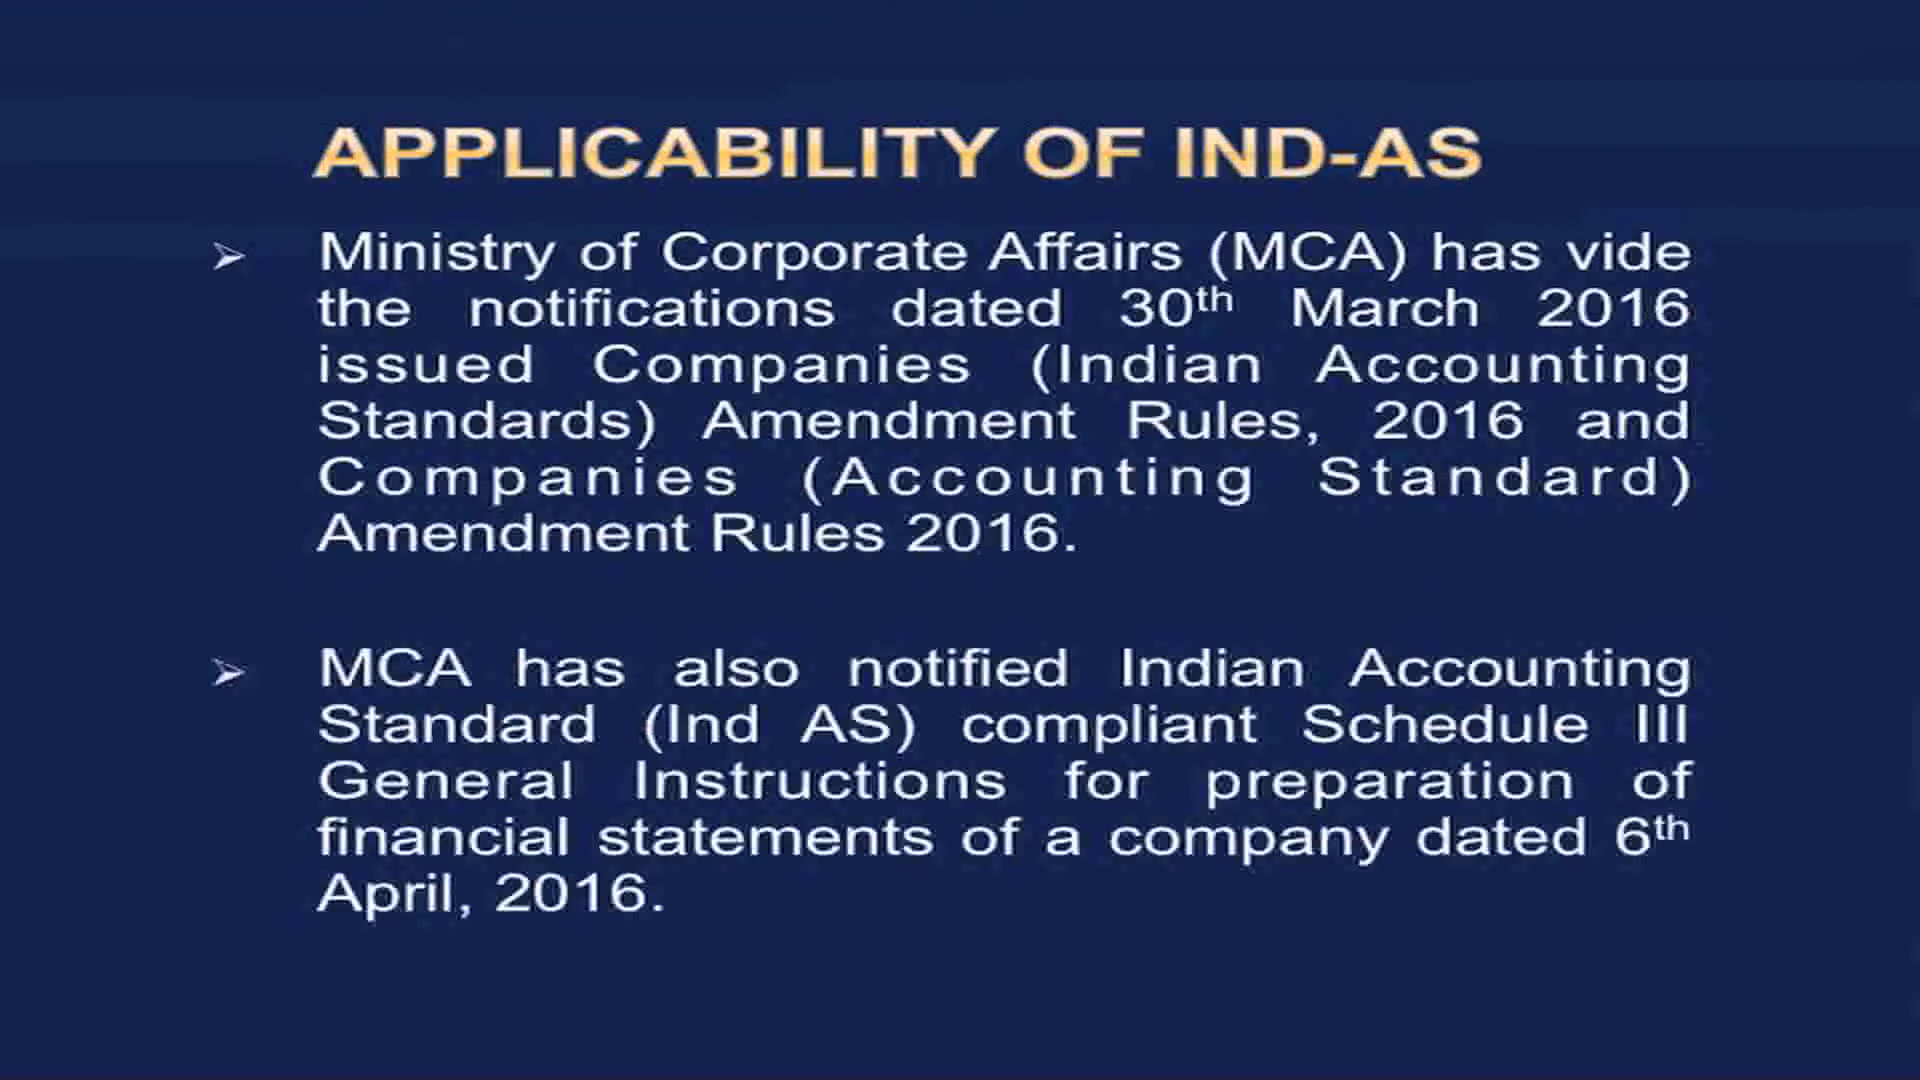 APPLICABILITY OF IND-AS
➢ Ministry of Corporate Affairs (MCA) has vide
the notifications dated 30th March 2016
issued Companies (Indian Accounting
Standards) Amendment Rules, 2016 and
Companies (Accounting Standard)
Amendment Rules 2016.
➢ MCA has also notified Indian Accounting
Standard (Ind AS) compliant Schedule III
General Instructions for preparation of
financial statements of a company dated 6th
April, 2016.